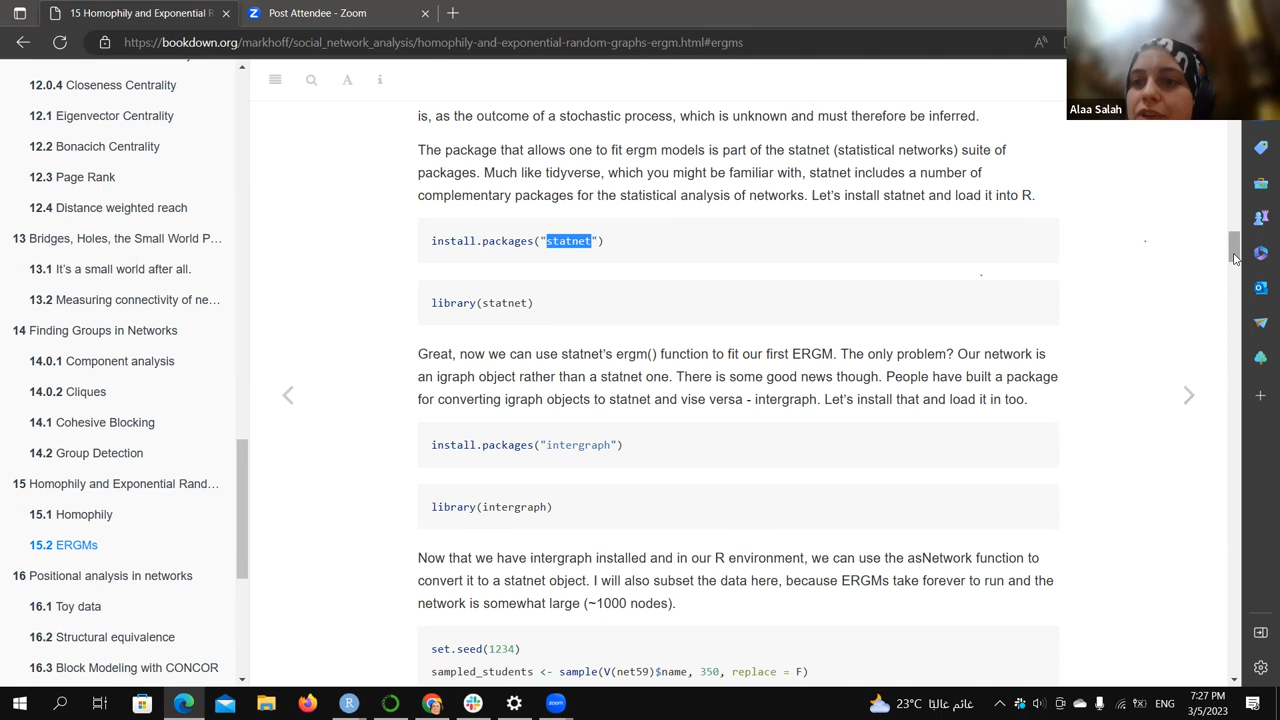 15 Homophily and Exponential R
Post Attendee - Zoom
https://bookdown.org/markhoff/social_network_analysis/homophily-and-exponential-random-graphs-ergm.html#ergms
Alaa Salah
12.0.4 Closeness Centrality
12.1 Eigenvector Centrality
12.2 Bonacich Centrality
12.3 Page Rank
12.4 Distance weighted reach
13 Bridges, Holes, the Small World P...
13.1 It's a small world after all.
13.2 Measuring connectivity of ne...
14 Finding Groups in Networks
14.0.1 Component analysis
14.0.2 Cliques
14.1 Cohesive Blocking
14.2 Group Detection
15 Homophily and Exponential Rand...
15.1 Homophily
15.2 ERGMs
16 Positional analysis in networks
16.1 Toy data
16.2 Structural equivalence
16.3 Block Modeling with CONCOR
is, as the outcome of a stochastic process, which is unknown and must therefore be inferred.
The package that allows one to fit ergm models is part of the statnet (statistical networks) suite of
packages. Much like tidyverse, which you might be familiar with, statnet includes a number of
complementary packages for the statistical analysis of networks. Let's install statnet and load it into R.
install.packages("statnet")
library(statnet)
Great, now we can use statnet's ergm() function to fit our first ERGM. The only problem? Our network is
an igraph object rather than a statnet one. There is some good news though. People have built a package
for converting igraph objects to statnet and vise versa - intergraph. Let's install that and load it in too.
install.packages("intergraph")
library(intergraph)
Now that we have intergraph installed and in our R environment, we can use the asNetwork function to
convert it to a statnet object. I will also subset the data here, because ERGMs take forever to run and the
network is somewhat large (~1000 nodes).
set.seed(1234)
sampled_students <- sample(V(net59)$name, 350, replace = F)
23°C غائم غالبًا
ENG
7:27 PM
3/5/2023